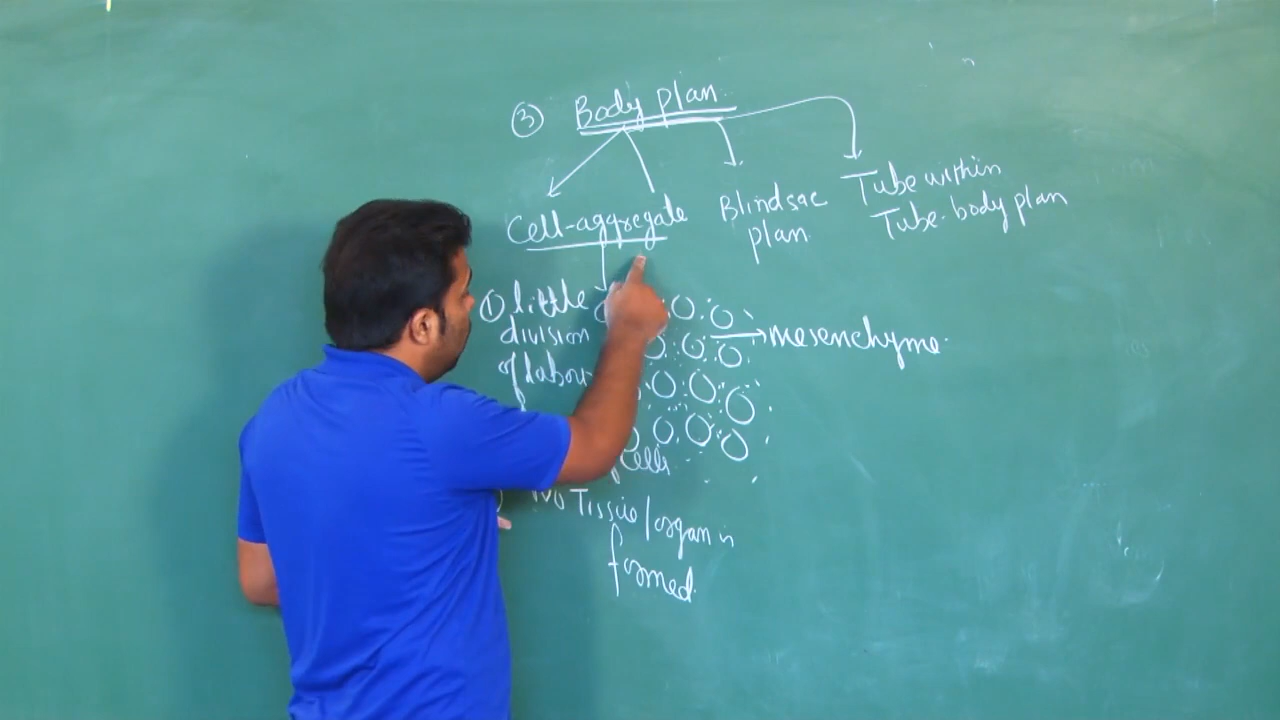 ③ Body plan
Cell-aggregate
Blindsac
plan
Tube within
Tube-body plan
① little
division
of labour
mesenchyme
Cells
No Tissue/organ is
formed